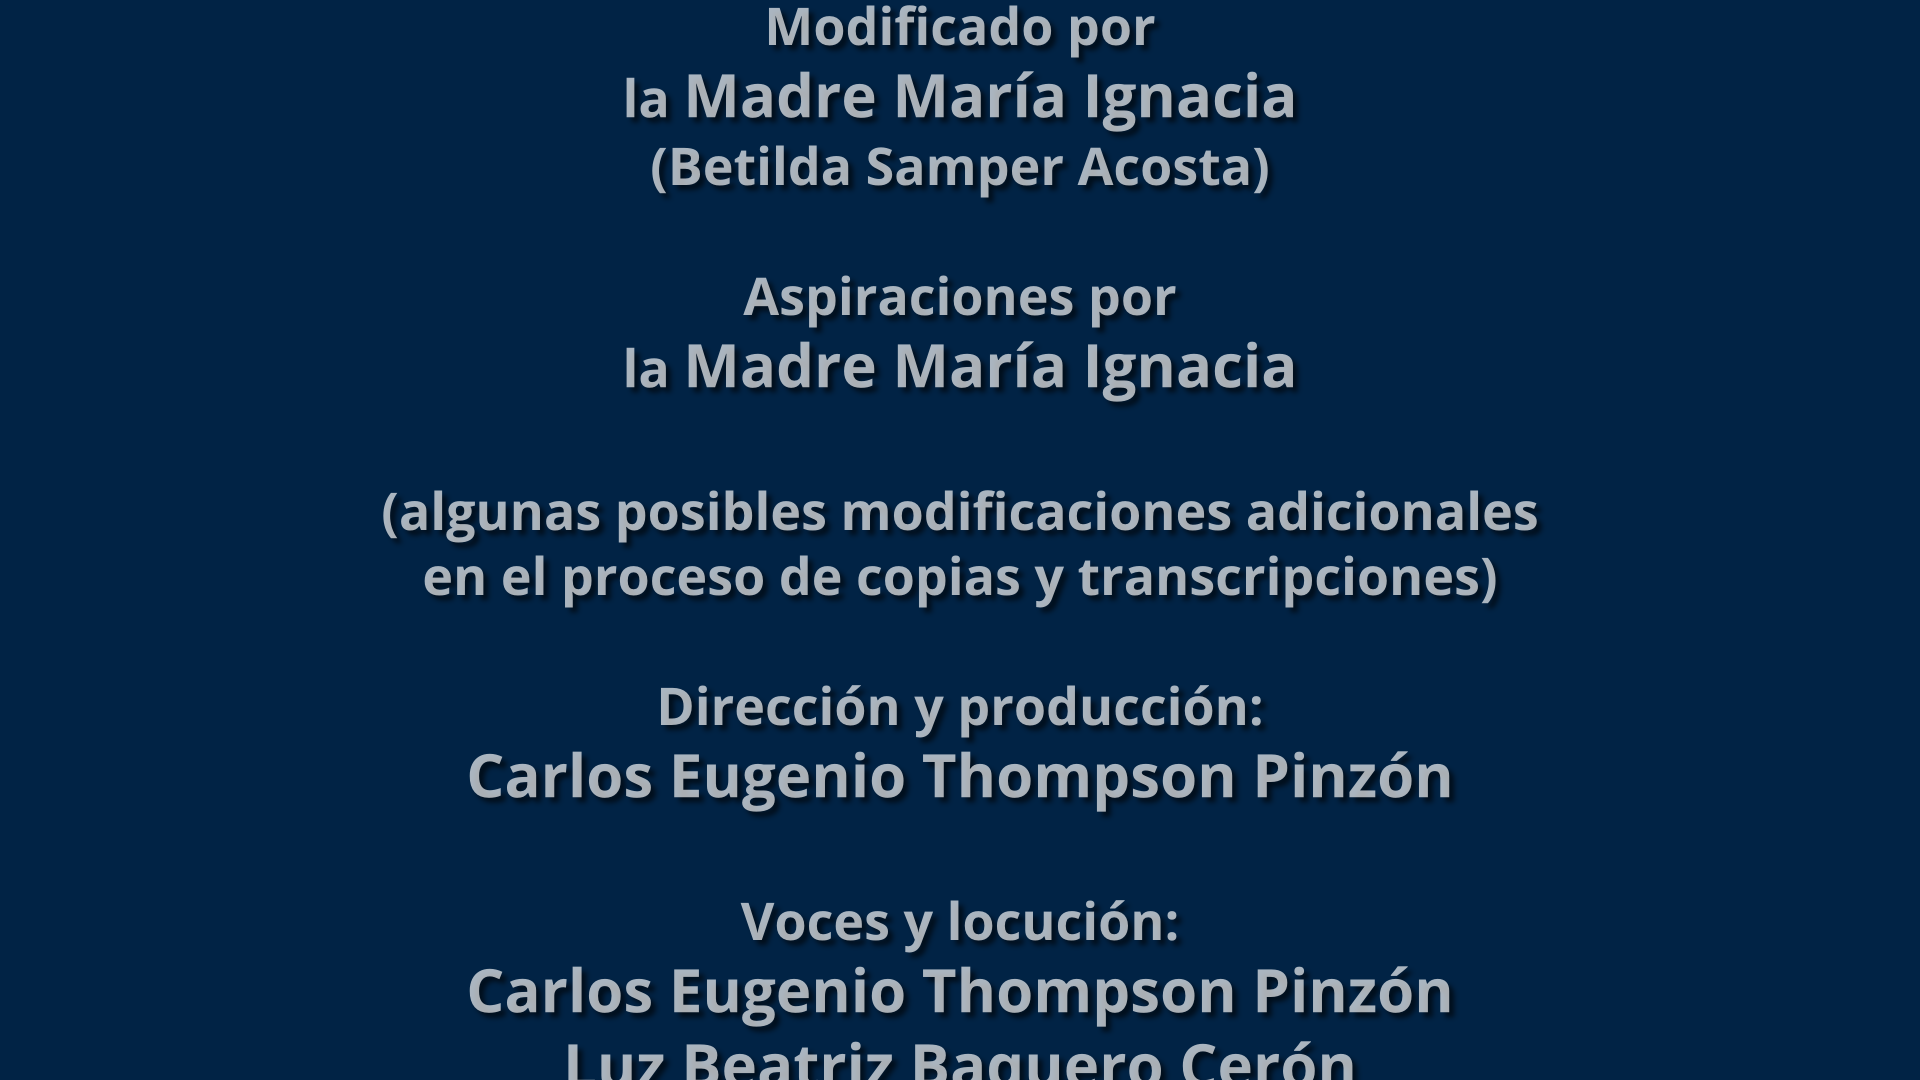 Modificado por
la Madre María Ignacia
(Betilda Samper Acosta)
Aspiraciones por
la Madre María Ignacia
(algunas posibles modificaciones adicionales
en el proceso de copias y transcripciones)
Dirección y producción:
Carlos Eugenio Thompson Pinzón
Voces y locución:
Carlos Eugenio Thompson Pinzón
Luz Beatriz Baquero Cerón